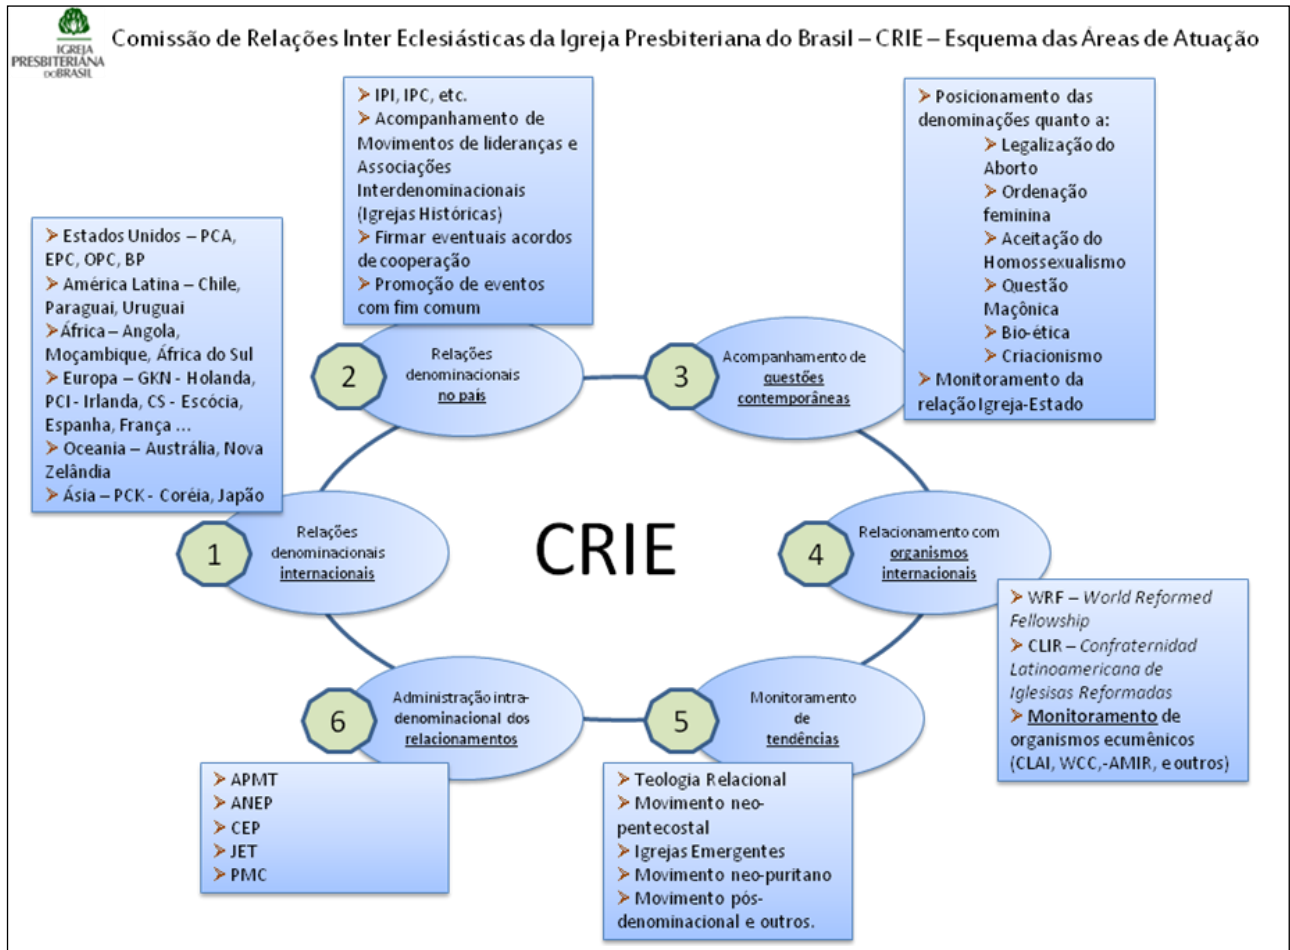 IGREJA
PRESBITERIANA
DO BRASIL
Comissão de Relações Inter Eclesiásticas da Igreja Presbiteriana do Brasil – CRIE – Esquema das Áreas de Atuação
➢ Estados Unidos – PCA,
EPC, OPC, BP
➢ América Latina – Chile,
Paraguai, Uruguai
➢ África – Angola,
Moçambique, África do Sul
➢ Europa – GKN - Holanda,
PCI - Irlanda, CS - Escócia,
Espanha, França ...
➢ Oceania – Austrália, Nova
Zelândia
➢ Ásia – PCK - Coréia, Japão
1
Relações
denominacionais
internacionais
➢ IPI, IPC, etc.
➢ Acompanhamento de
Movimentos de lideranças e
Associações
Interdenominacionais
(Igrejas Históricas)
➢ Firmar eventuais acordos
de cooperação
➢ Promoção de eventos
com fim comum
2
Relações
denominacionais
no país
➢ Posicionamento das
denominações quanto a:
➢ Legalização do
Aborto
➢ Ordenação
feminina
➢ Aceitação do
Homossexualismo
➢ Questão
Maçônica
➢ Bio-ética
➢ Criacionismo
➢ Monitoramento da
relação Igreja-Estado
3
Acompanhamento de
questões
contemporâneas
CRIE
4
Relacionamento com
organismos
internacionais
➢ WRF – World Reformed
Fellowship
➢ CLIR – Confraternidad
Latinoamericana de
Iglesisas Reformadas
➢ Monitoramento de
organismos ecumênicos
(CLAI, WCC,-AMIR, e outros)
5
Monitoramento
de
tendências
➢ Teologia Relacional
➢ Movimento neo-
pentecostal
➢ Igrejas Emergentes
➢ Movimento neo-puritano
➢ Movimento pós-
denominacional e outros.
6
Administração intra-
denominacional dos
relacionamentos
➢ APMT
➢ ANEP
➢ CEP
➢ JET
➢ PMC